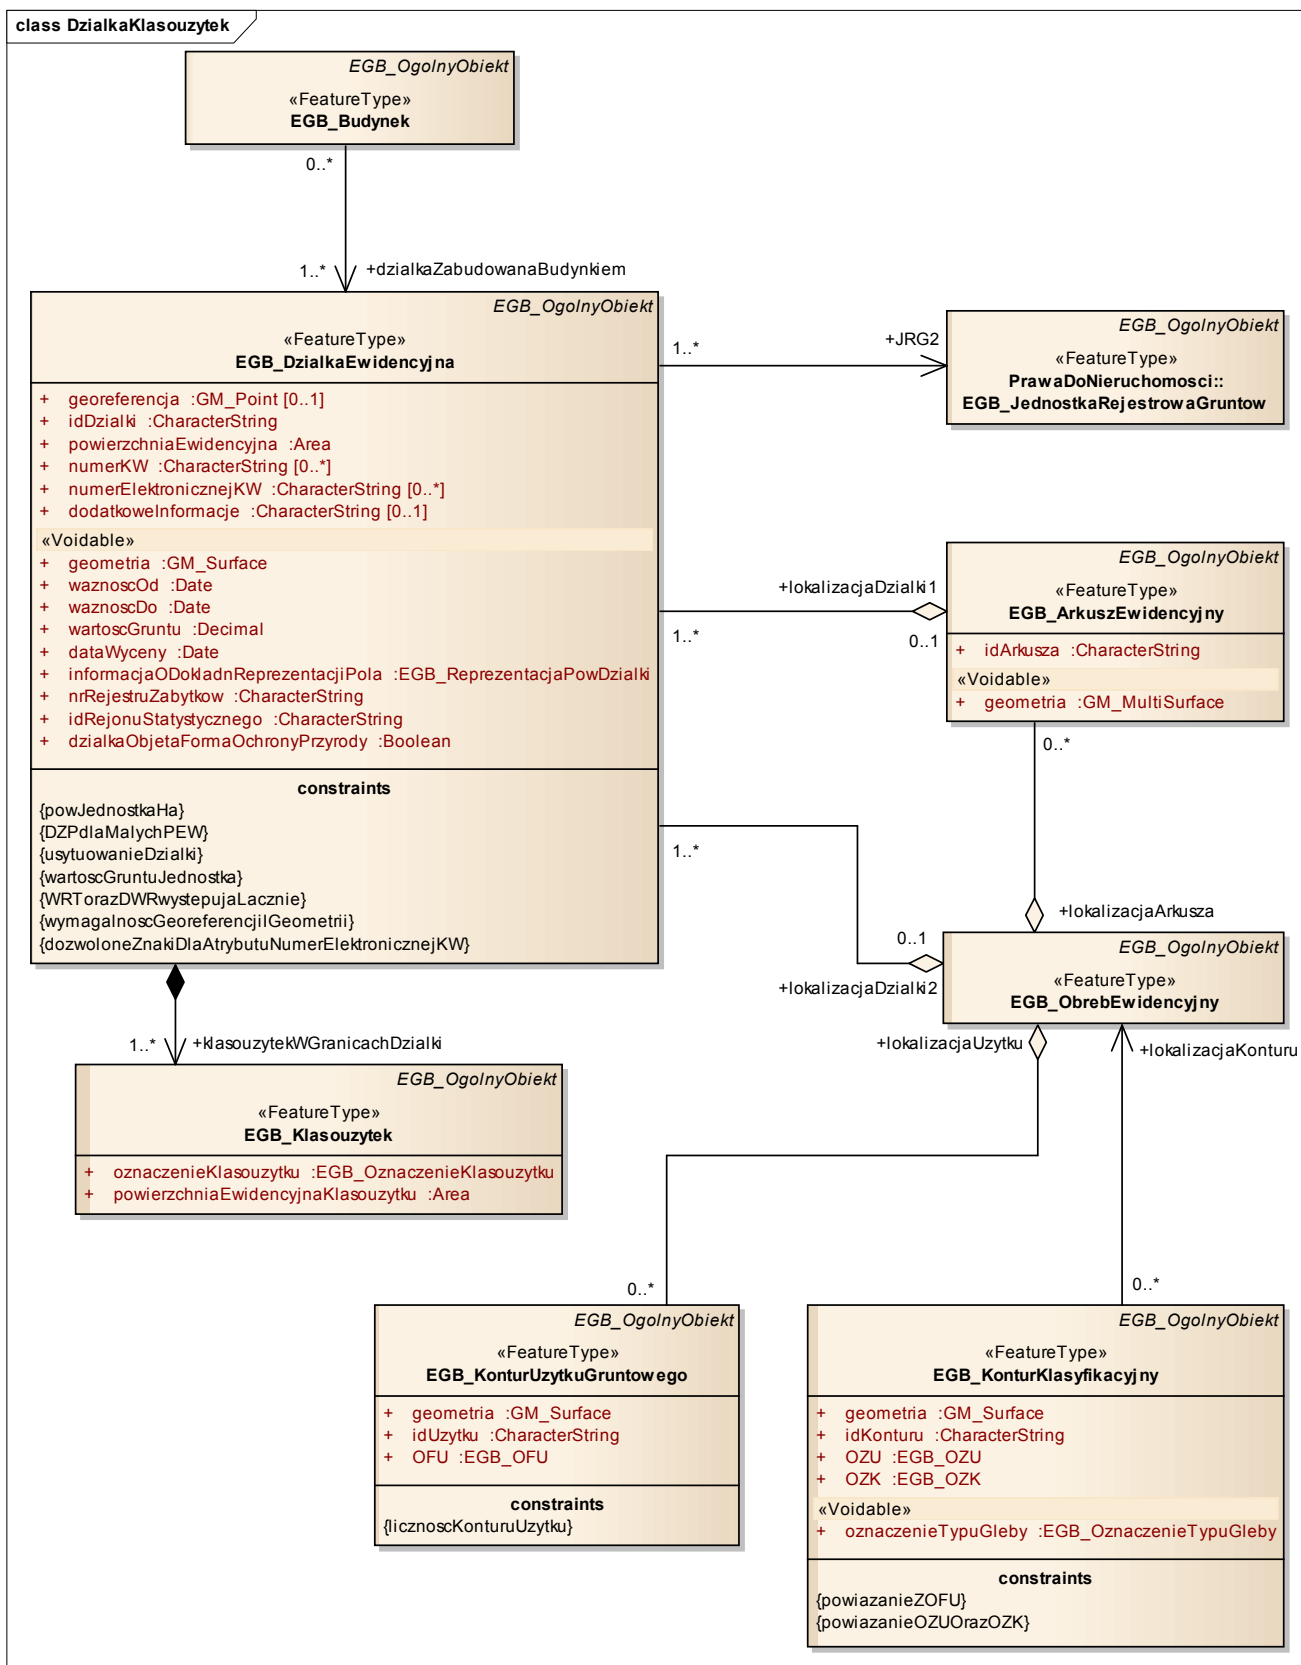 class DzialkaKlasouzytek
EGB_OgolnyObiekt
«FeatureType»
EGB_Budynek
0..*
1..*
+dzialkaZabudowanaBudynkiem
EGB_OgolnyObiekt
«FeatureType»
EGB_DzialkaEwidencyjna
+ georeferencja :GM_Point [0..1]
+ idDzialki :CharacterString
+ powierzchniaEwidencyjna :Area
+ numerKW :CharacterString [0..*]
+ numerElektronicznejKW :CharacterString [0..*]
+ dodatkoweInformacje :CharacterString [0..1]
«Voidable»
+ geometria :GM_Surface
+ waznoscOd :Date
+ waznoscDo :Date
+ wartoscGruntu :Decimal
+ dataWyceny :Date
+ informacjaODokladnReprezentacjiPola :EGB_ReprezentacjaPowDzialki
+ nrRejestruZabytkow :CharacterString
+ idRejonuStatystycznego :CharacterString
+ dzialkaObjetaFormaOchronyPrzyrody :Boolean
constraints
{powJednostkaHa}
{DZPdlaMalychPEW}
{usytuowanieDzialki}
{wartoscGruntuJednostka}
{WRTorazDWRwystepujaLacznie}
{wymagalnoscGeoreferencjiIGeometrii}
{dozwoloneZnakiDlaAtrybutuNumerElektronicznejKW}
1..*
+JRG2
EGB_OgolnyObiekt
«FeatureType»
PrawaDoNieruchomosci::
EGB_JednostkaRejestrowaGruntow
+lokalizacjaDzialki1
1..*
0..1
EGB_OgolnyObiekt
«FeatureType»
EGB_ArkuszEwidencyjny
+ idArkusza :CharacterString
«Voidable»
+ geometria :GM_MultiSurface
0..*
+lokalizacjaArkusza
1..*
0..1
+lokalizacjaDzialki2
EGB_OgolnyObiekt
«FeatureType»
EGB_ObrebEwidencyjny
+lokalizacjaUzytku
+lokalizacjaKonturu
1..*
+klasouzytekWGranicachDzialki
EGB_OgolnyObiekt
«FeatureType»
EGB_Klasouzytek
+ oznaczenieKlasouzytku :EGB_OznaczenieKlasouzytku
+ powierzchniaEwidencyjnaKlasouzytku :Area
0..*
0..*
EGB_OgolnyObiekt
«FeatureType»
EGB_KonturUzytkuGruntowego
+ geometria :GM_Surface
+ idUzytku :CharacterString
+ OFU :EGB_OFU
constraints
{licznoscKonturuUzytku}
EGB_OgolnyObiekt
«FeatureType»
EGB_KonturKlasyfikacyjny
+ geometria :GM_Surface
+ idKonturu :CharacterString
+ OZU :EGB_OZU
+ OZK :EGB_OZK
«Voidable»
+ oznaczenieTypuGleby :EGB_OznaczenieTypuGleby
constraints
{powiazanieZOFU}
{powiazanieOZUOrazOZK}